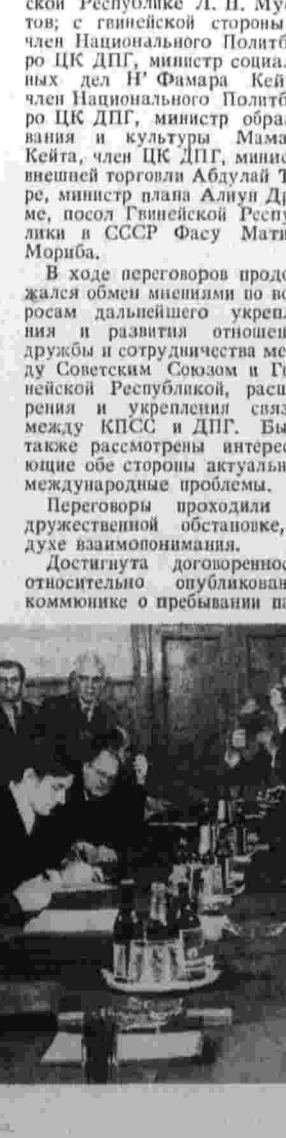 ской Республике Л. П. Му
тов; с гвинейской стороны
член Национального Политб
ро ЦК ДПГ, министр социа
ных дел Н' Фамара Кей
член Национального Политб
ро ЦК ДПГ, министр обра
вания и культуры Мама
Кейта, член ЦК ДПГ, минис
внешней торговли Абдулай Т
ре, министр плана Алиун Др
ме, посол Гвинейской Респу
лики в СССР Фасу Мати
Мориба.
В ходе переговоров продо
жался обмен мнениями по во
росам дальнейшего укрепл
ния и развития отношен
дружбы и сотрудничества ме
ду Советским Союзом и Гв
нейской Республикой, расш
рения и укрепления связ
между КПСС и ДПГ. Бы
также рассмотрены интерес
ющие обе стороны актуальн
международные проблемы.
Переговоры проходили
дружественной обстановке,
духе взаимопонимания.
Достигнута договореннос
относительно опубликован
коммюнике о пребывании па